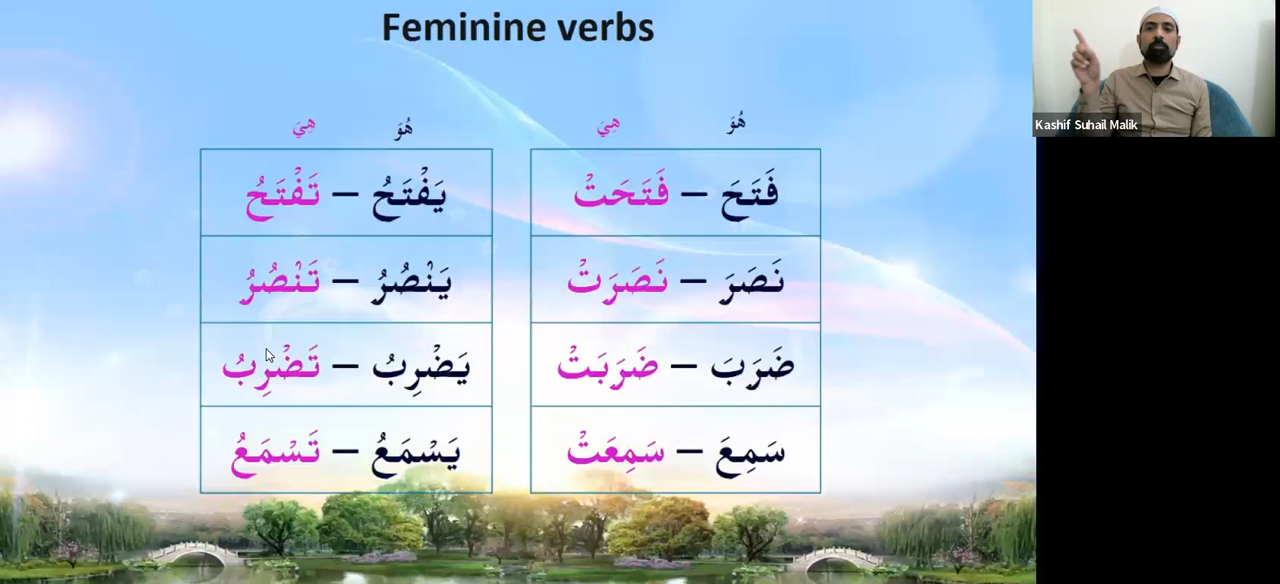 Feminine verbs
هُوَ هِيَ
فَتَحَ – فَتَحَتْ
نَصَرَ – نَصَرَتْ
ضَرَبَ – ضَرَبَتْ
سَمِعَ – سَمِعَتْ
هُوَ هِيَ
يَفْتَحُ – تَفْتَحُ
يَنْصُرُ – تَنْصُرُ
يَضْرِبُ – تَضْرِبُ
يَسْمَعُ – تَسْمَعُ
Kashif Suhail Malik